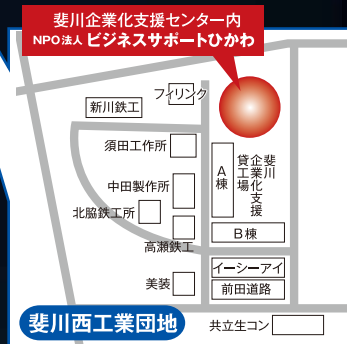 斐川企業化支援センター内
NPO法人 ビジネスサポートひかわ
フィリンク
新川鉄工
須田工作所
中田製作所
北脇鉄工所
高瀬鉄工
美装
A棟
斐川
企業化支援
貸工場
B棟
イーシーアイ
前田道路
共立生コン
斐川西工業団地